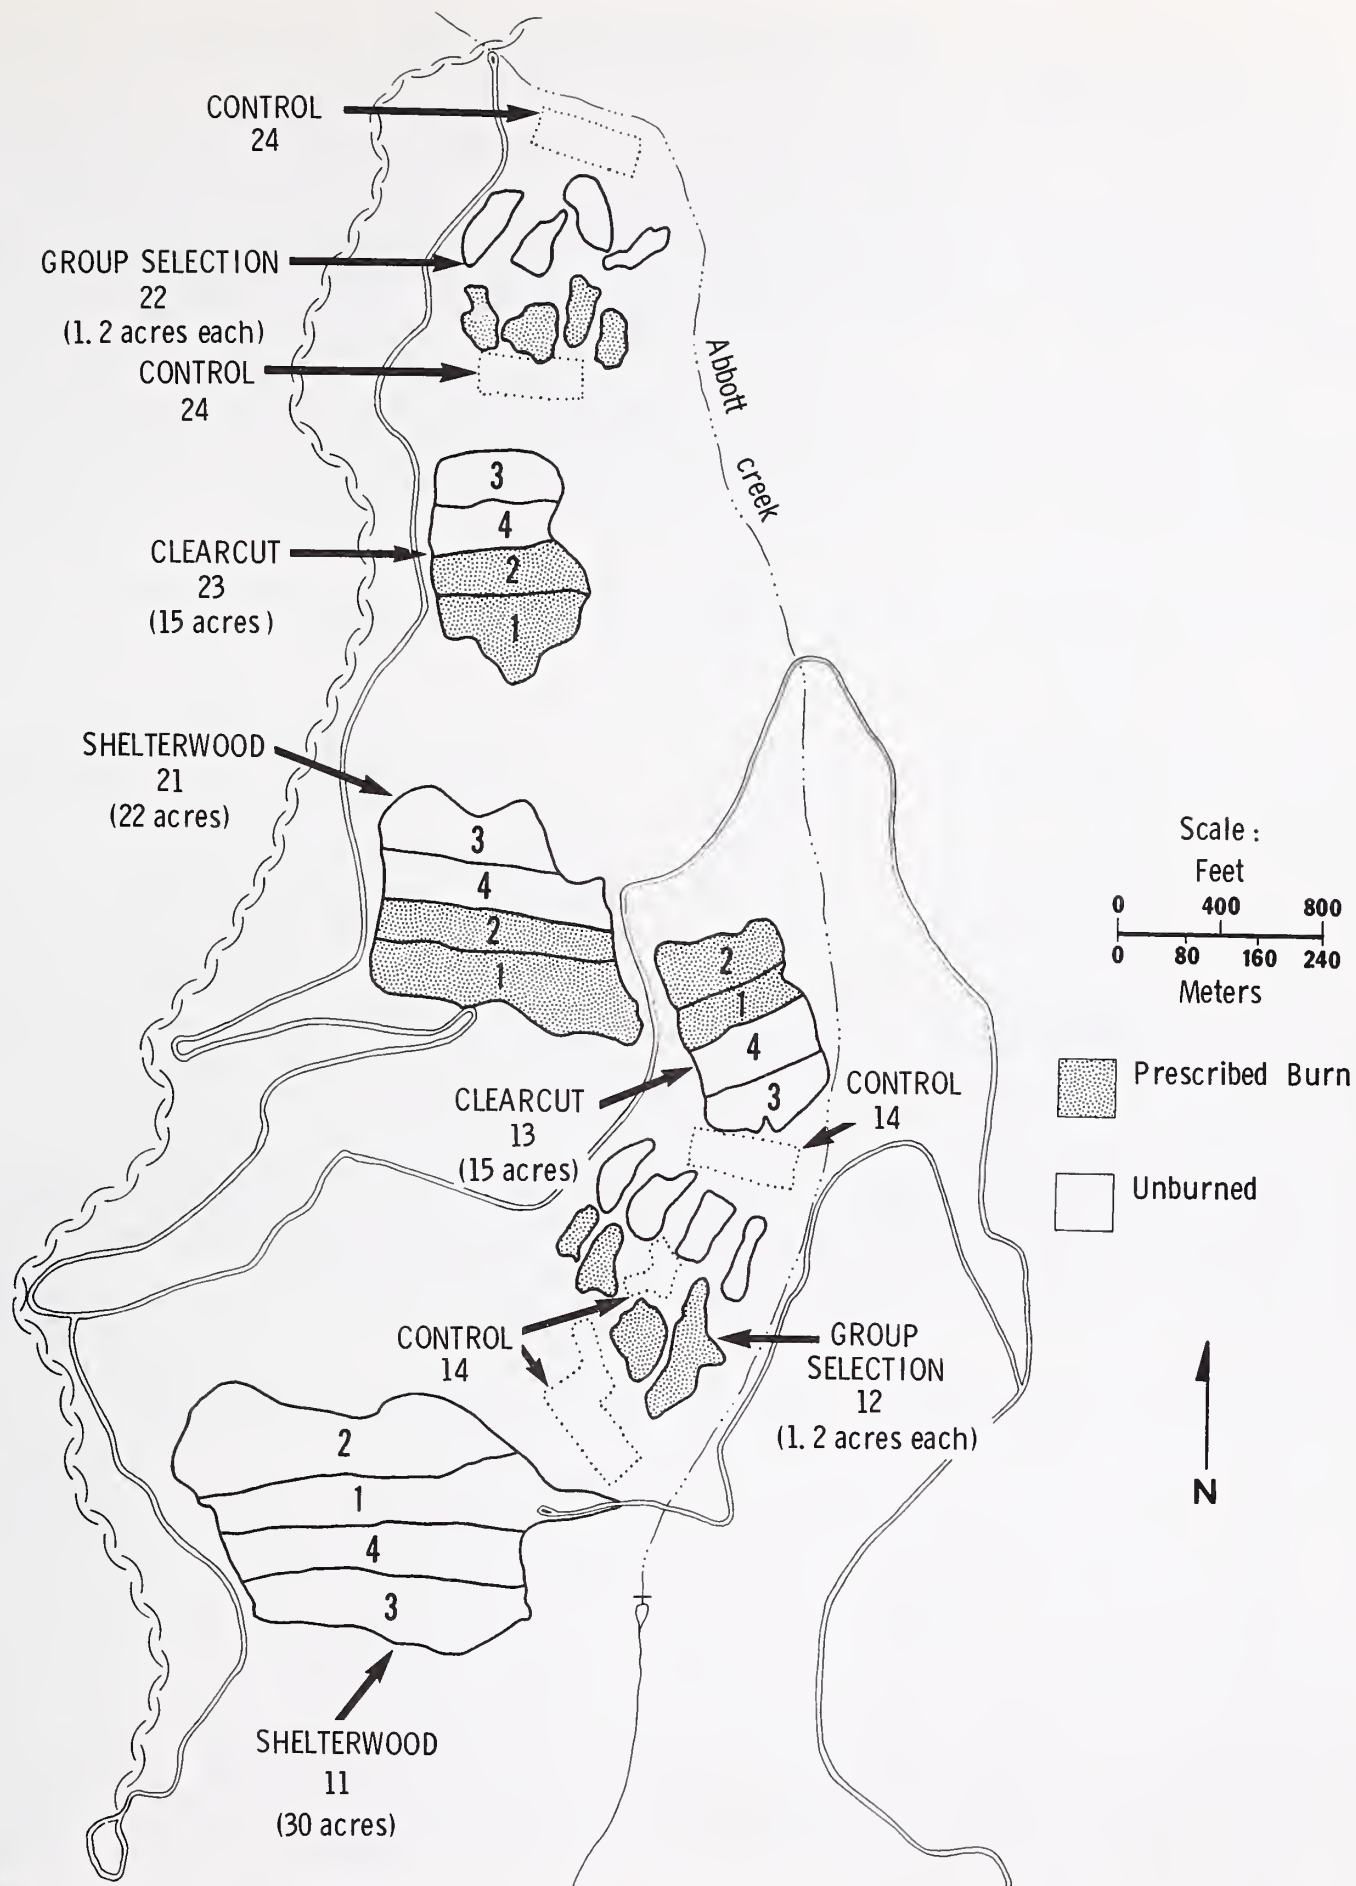 CONTROL
24
GROUP SELECTION
22
(1. 2 acres each)
CONTROL
24
Abbott
creek
3
4
2
1
CLEARCUT
23
(15 acres)
SHELTERWOOD
21
(22 acres)
3
4
2
1
Scale :
Feet
0 400 800
0 80 160 240
Meters
2
1
4
3
Prescribed Burn
Unburned
CLEARCUT
13
(15 acres)
CONTROL
14
CONTROL
14
GROUP
SELECTION
12
(1. 2 acres each)
N
2
1
4
3
SHELTERWOOD
11
(30 acres)